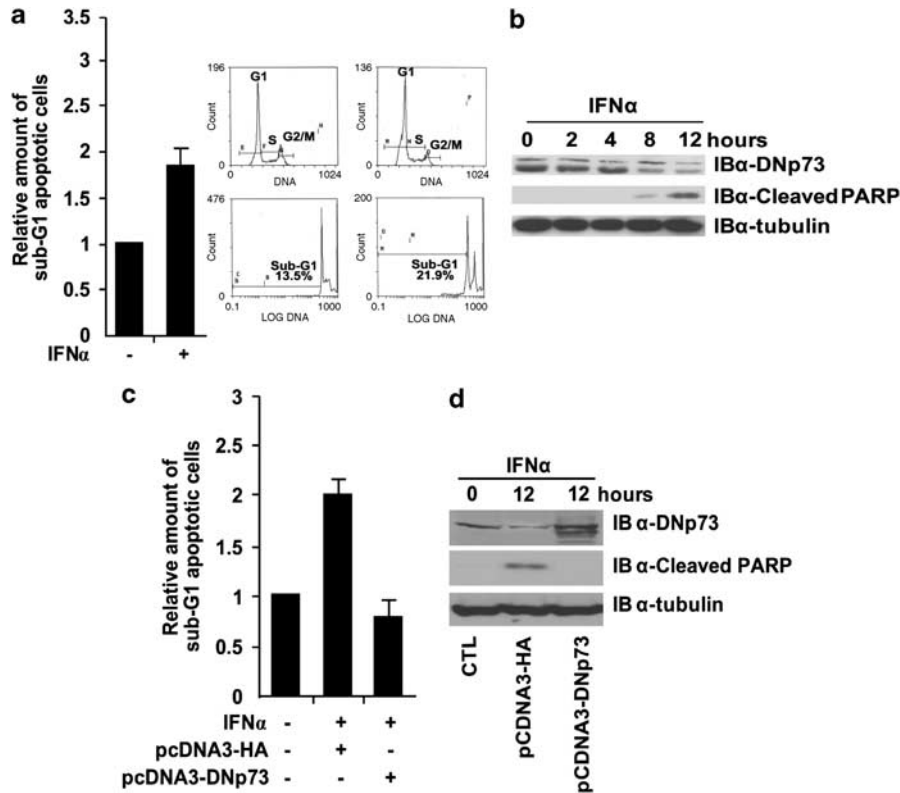 a
3.5
3
2.5
2
1.5
1
0.5
0
Relative amount of
sub-G1 apoptotic cells
IFNα - +
196
G1
S
G2/M
Count
0
0 DNA 1024
136
G1
S
G2/M
Count
0
0 DNA 1024
476
Count
Sub-G1
13.5%
0
0.1 1000
LOG DNA
200
Count
Sub-G1
21.9%
0
0.1 1000
LOG DNA
b
IFNα
0 2 4 8 12 hours
IBα-DNp73
IBα-Cleaved PARP
IBα-tubulin
c
3
2.5
2
1.5
1
0.5
0
Relative amount of
sub-G1 apoptotic cells
IFNα - + +
pcDNA3-HA - + -
pcDNA3-DNp73 - - +
d
IFNα
0 12 12 hours
IB α-DNp73
IB α-Cleaved PARP
IB α-tubulin
CTL
pCDNA3-HA
pCDNA3-DNp73